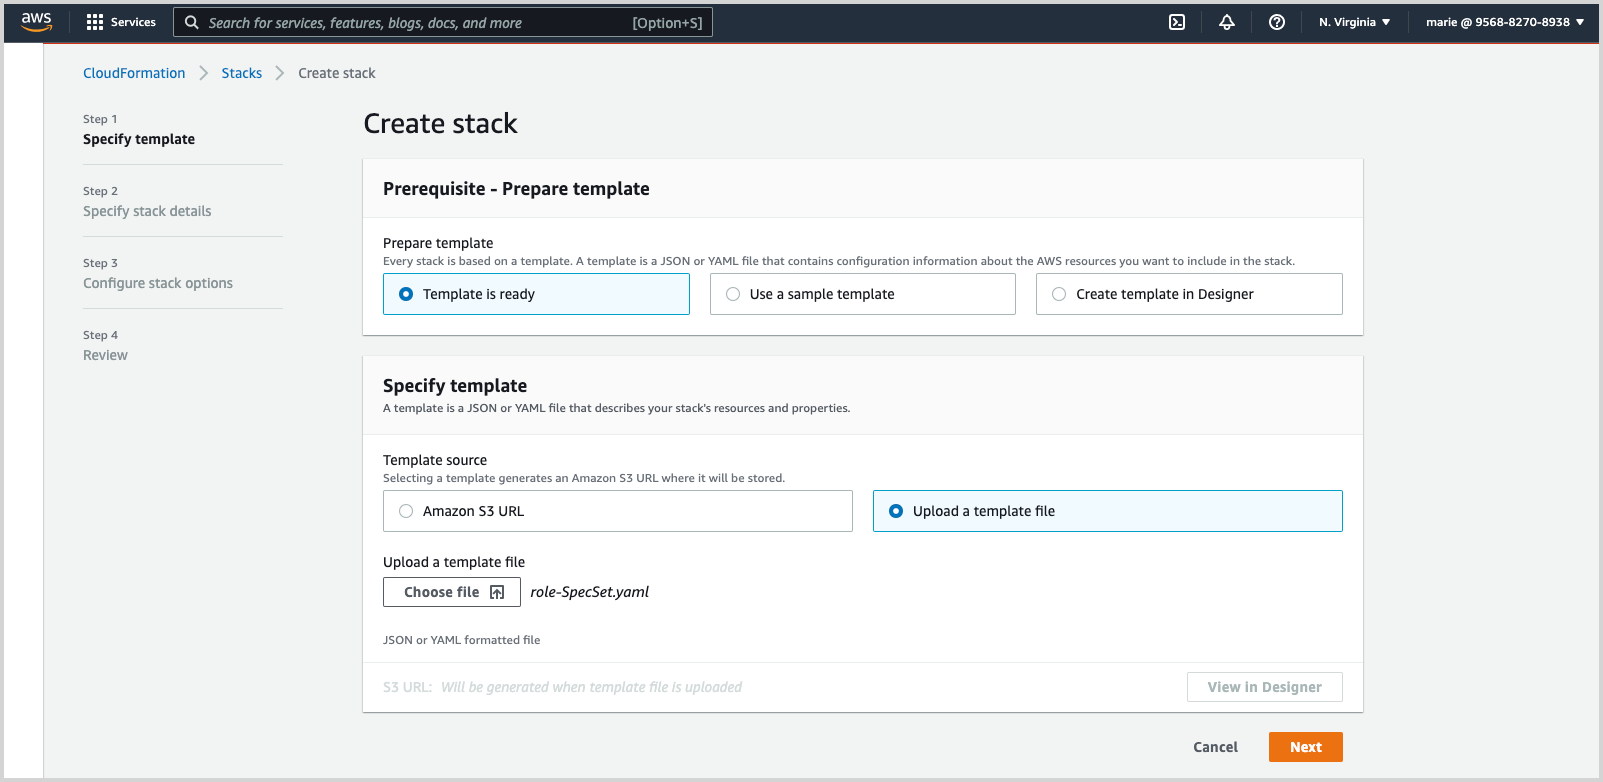 aws
Services
Search for services, features, blogs, docs, and more [Option+S]
N. Virginia ▼
marie @ 9568-8270-8938 ▼
CloudFormation > Stacks > Create stack
Step 1
Specify template
Step 2
Specify stack details
Step 3
Configure stack options
Step 4
Review
Create stack
Prerequisite - Prepare template
Prepare template
Every stack is based on a template. A template is a JSON or YAML file that contains configuration information about the AWS resources you want to include in the stack.
Template is ready
Use a sample template
Create template in Designer
Specify template
A template is a JSON or YAML file that describes your stack's resources and properties.
Template source
Selecting a template generates an Amazon S3 URL where it will be stored.
Amazon S3 URL
Upload a template file
Upload a template file
Choose file
role-SpecSet.yaml
JSON or YAML formatted file
S3 URL: Will be generated when template file is uploaded
View in Designer
Cancel
Next